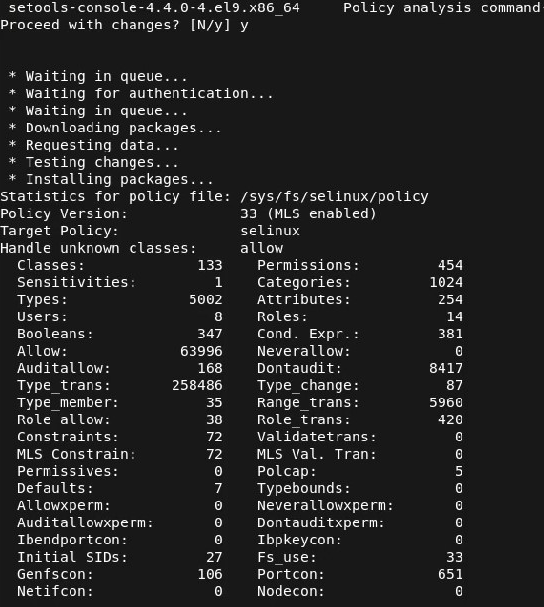 setools-console-4.4.0-4.el9.x86_64     Policy analysis command-
Proceed with changes? [N/y] y
* Waiting in queue...
* Waiting for authentication...
* Waiting in queue...
* Downloading packages...
* Requesting data...
* Testing changes...
* Installing packages...
Statistics for policy file: /sys/fs/selinux/policy
Policy Version:             33 (MLS enabled)
Target Policy:              selinux
Handle unknown classes:     allow
  Classes:             133    Permissions:         454
  Sensitivities:         1    Categories:         1024
  Types:              5002    Attributes:          254
  Users:                 8    Roles:                14
  Booleans:            347    Cond. Expr.:         381
  Allow:             63996    Neverallow:            0
  Auditallow:          168    Dontaudit:          8417
  Type_trans:       258486    Type_change:          87
  Type_member:          35    Range_trans:        5960
  Role allow:           38    Role_trans:          420
  Constraints:          72    Validatetrans:         0
  MLS Constrain:        72    MLS Val. Tran:         0
  Permissives:           0    Polcap:                5
  Defaults:              7    Typebounds:            0
  Allowxperm:            0    Neverallowxperm:       0
  Auditallowxperm:       0    Dontauditxperm:        0
  Ibendportcon:          0    Ibpkeycon:             0
  Initial SIDs:         27    Fs_use:               33
  Genfscon:            106    Portcon:             651
  Netifcon:              0    Nodecon:               0